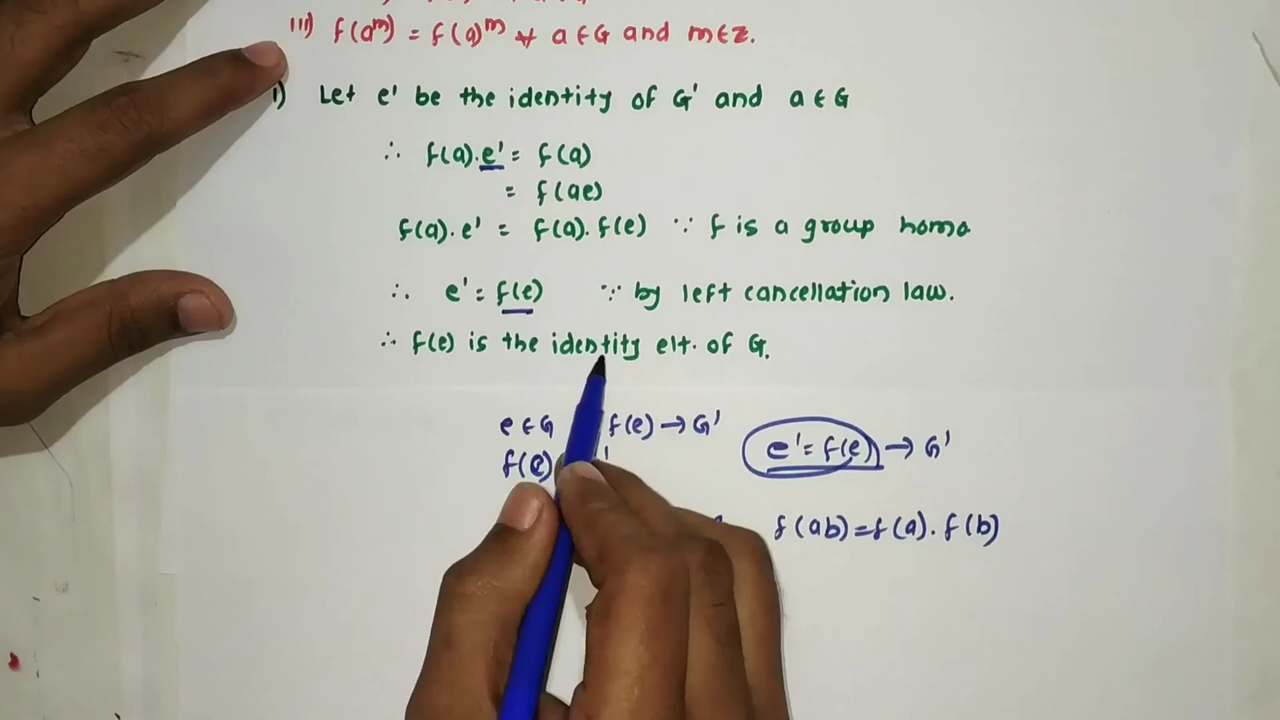 III) f(aᵐ) = f(a)ᵐ ∀ a ∈ G and m ∈ Z.
i) Let e' be the identity of G' and a ∈ G
∴ f(a).e' = f(a)
= f(ae)
f(a).e' = f(a).f(e) ∵ f is a group homo
∴ e' = f(e) ∵ by left cancellation law.
∴ f(e) is the identity elt. of G.
e ∈ G f(e) → G'
f(e)
e' = f(e) → G'
f(ab) = f(a).f(b)